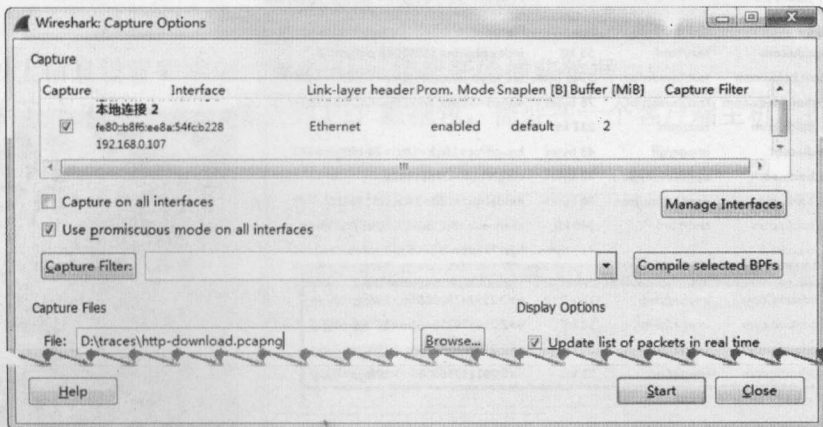 Wireshark: Capture Options
Capture
Capture Interface Link-layer header Prom. Mode Snaplen [B] Buffer [MiB] Capture Filter
本地连接 2
fe80::b8f6:ee8a:54fc:b228 Ethernet enabled default 2
192.168.0.107
Capture on all interfaces
Manage Interfaces
Use promiscuous mode on all interfaces
Capture Filter:
Compile selected BPFs
Capture Files
Display Options
File: D:\traces\http-download.pcapng Browse...
Update list of packets in real time
Help Start Close